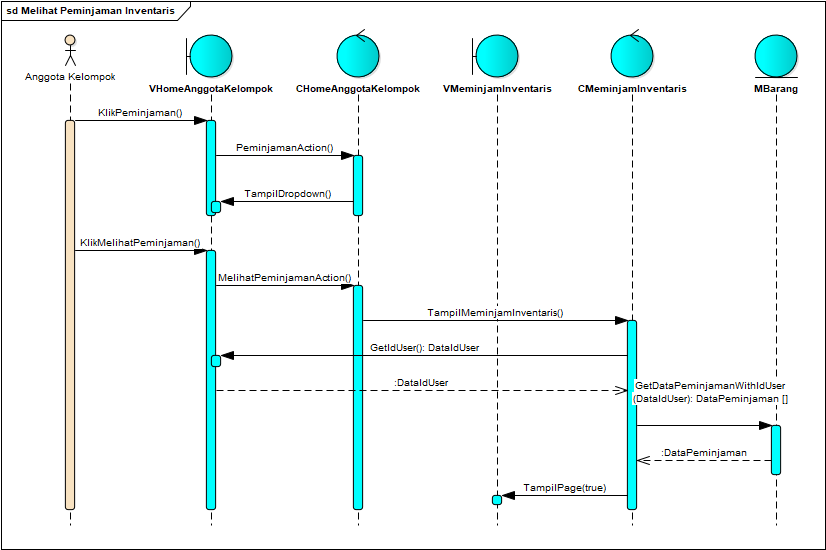 sd Melihat Peminjaman Inventaris
Anggota Kelompok
VHomeAnggotaKelompok
CHomeAnggotaKelompok
VMeminjamInventaris
CMeminjamInventaris
MBarang
KlikPeminjaman()
PeminjamanAction()
TampilDropdown()
KlikMelihatPeminjaman()
MelihatPeminjamanAction()
TampilMeminjamInventaris()
GetIdUser(): DataIdUser
:DataIdUser
GetDataPeminjamanWithIdUser
(DataIdUser): DataPeminjaman []
:DataPeminjaman
TampilPage(true)